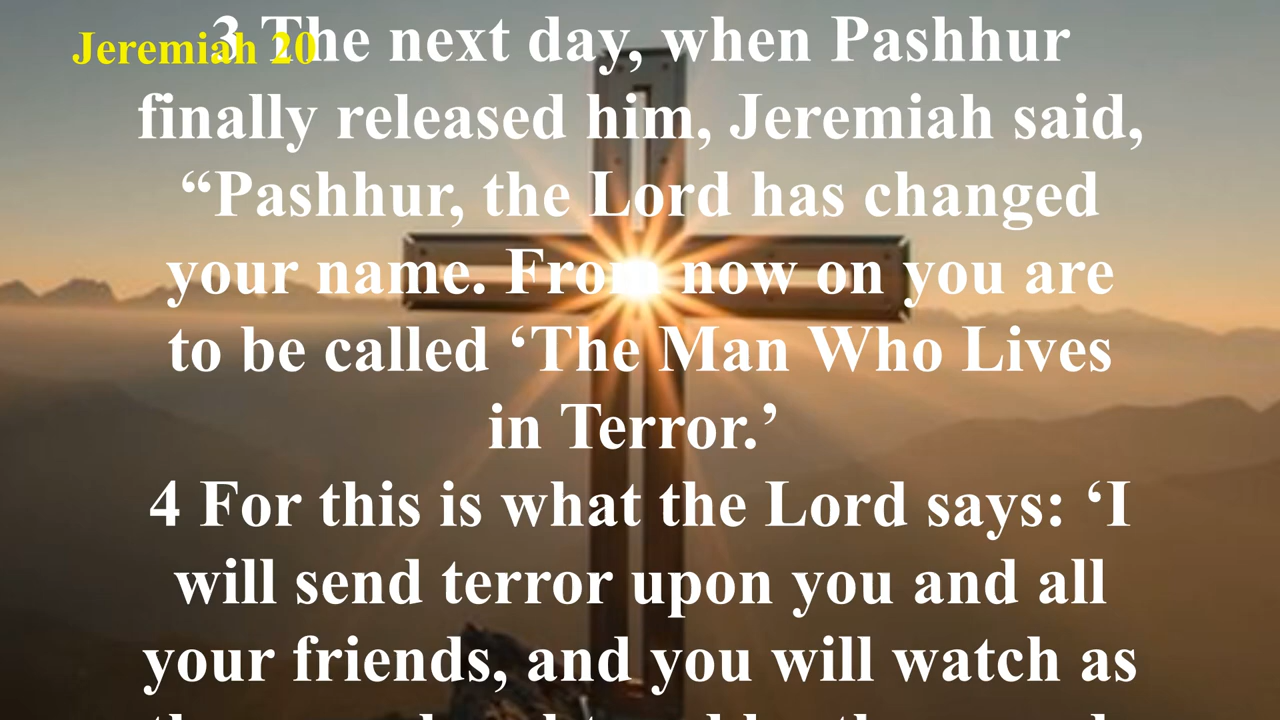 Jeremiah 20
3 The next day, when Pashhur
finally released him, Jeremiah said,
“Pashhur, the Lord has changed
your name. From now on you are
to be called ‘The Man Who Lives
in Terror.’
4 For this is what the Lord says: ‘I
will send terror upon you and all
your friends, and you will watch as